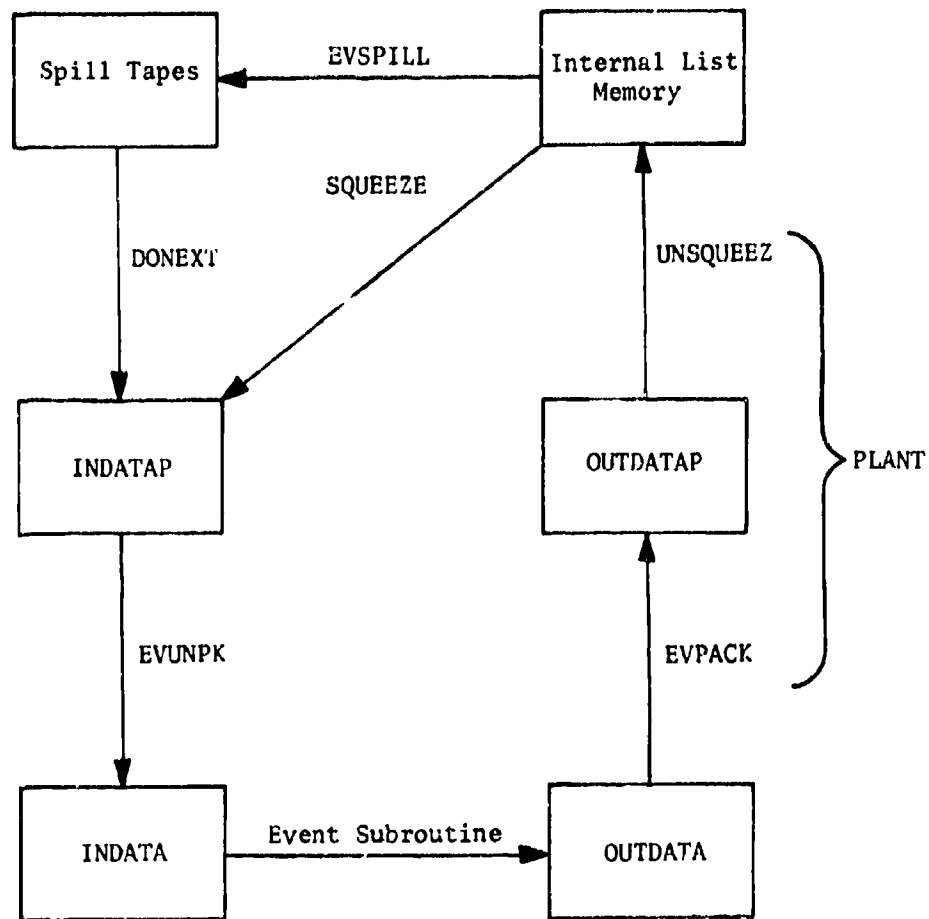 EVSPILL
Spill Tapes
Internal List
Memory
SQUEEZE
DONEXT
UNSQUEEZ
INDATAP
OUTDATAP
PLANT
EVUNPK
EVPACK
Event Subroutine
INDATA
OUTDATA